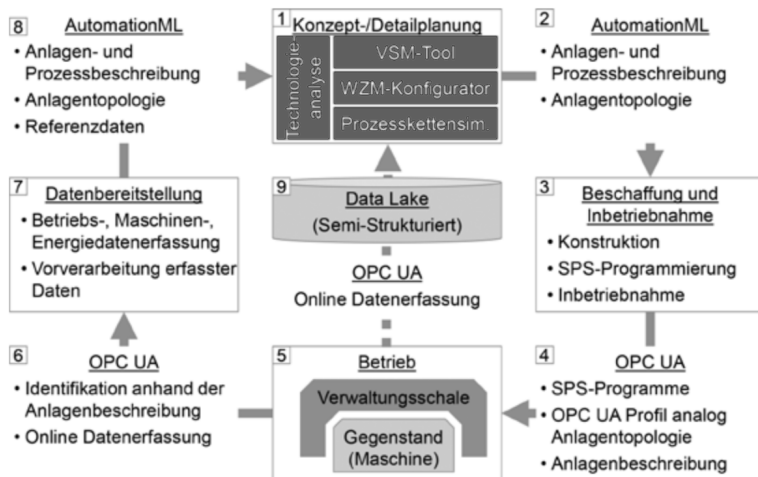 8
AutomationML
• Anlagen- und
Prozessbeschreibung
• Anlagentopologie
• Referenzdaten
1
Konzept-/Detailplanung
Technologie-
analyse
VSM-Tool
WZM-Konfigurator
Prozesskettensim.
2
AutomationML
• Anlagen- und
Prozessbeschreibung
• Anlagentopologie
7
Datenbereitstellung
• Betriebs-, Maschinen-,
Energiedatenerfassung
• Vorverarbeitung erfasster
Daten
9
Data Lake
(Semi-Strukturiert)
OPC UA
Online Datenerfassung
3
Beschaffung und
Inbetriebnahme
• Konstruktion
• SPS-Programmierung
• Inbetriebnahme
6
OPC UA
• Identifikation anhand der
Anlagenbeschreibung
• Online Datenerfassung
5
Betrieb
Verwaltungsschale
Gegenstand
(Maschine)
4
OPC UA
• SPS-Programme
• OPC UA Profil analog
Anlagentopologie
• Anlagenbeschreibung